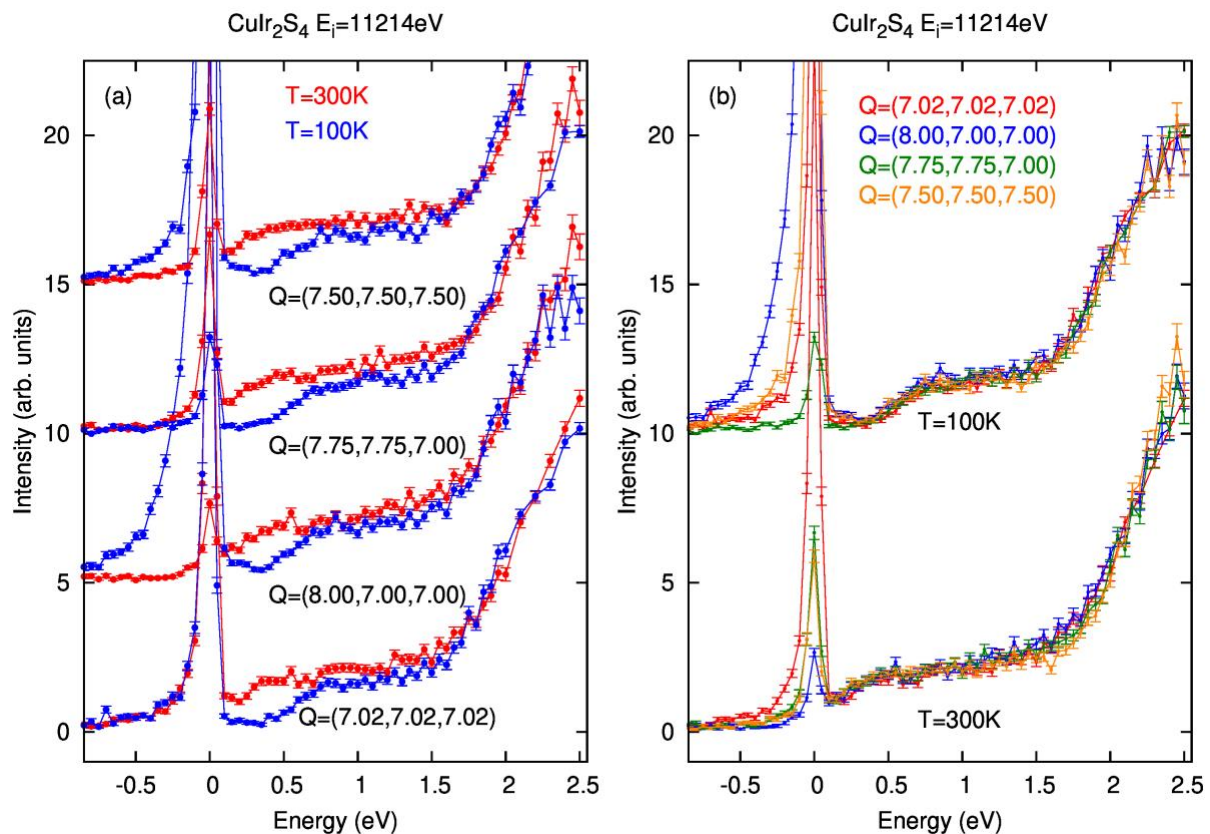 CuIr₂S₄ Eᵢ=11214eV
(a)
T=300K
T=100K
Q=(7.50,7.50,7.50)
Q=(7.75,7.75,7.00)
Q=(8.00,7.00,7.00)
Q=(7.02,7.02,7.02)
Intensity (arb. units)
20
15
10
5
0
-0.5
0
0.5
1
1.5
2
2.5
Energy (eV)
CuIr₂S₄ Eᵢ=11214eV
(b)
Q=(7.02,7.02,7.02)
Q=(8.00,7.00,7.00)
Q=(7.75,7.75,7.00)
Q=(7.50,7.50,7.50)
T=100K
T=300K
Intensity (arb. units)
20
15
10
5
0
-0.5
0
0.5
1
1.5
2
2.5
Energy (eV)